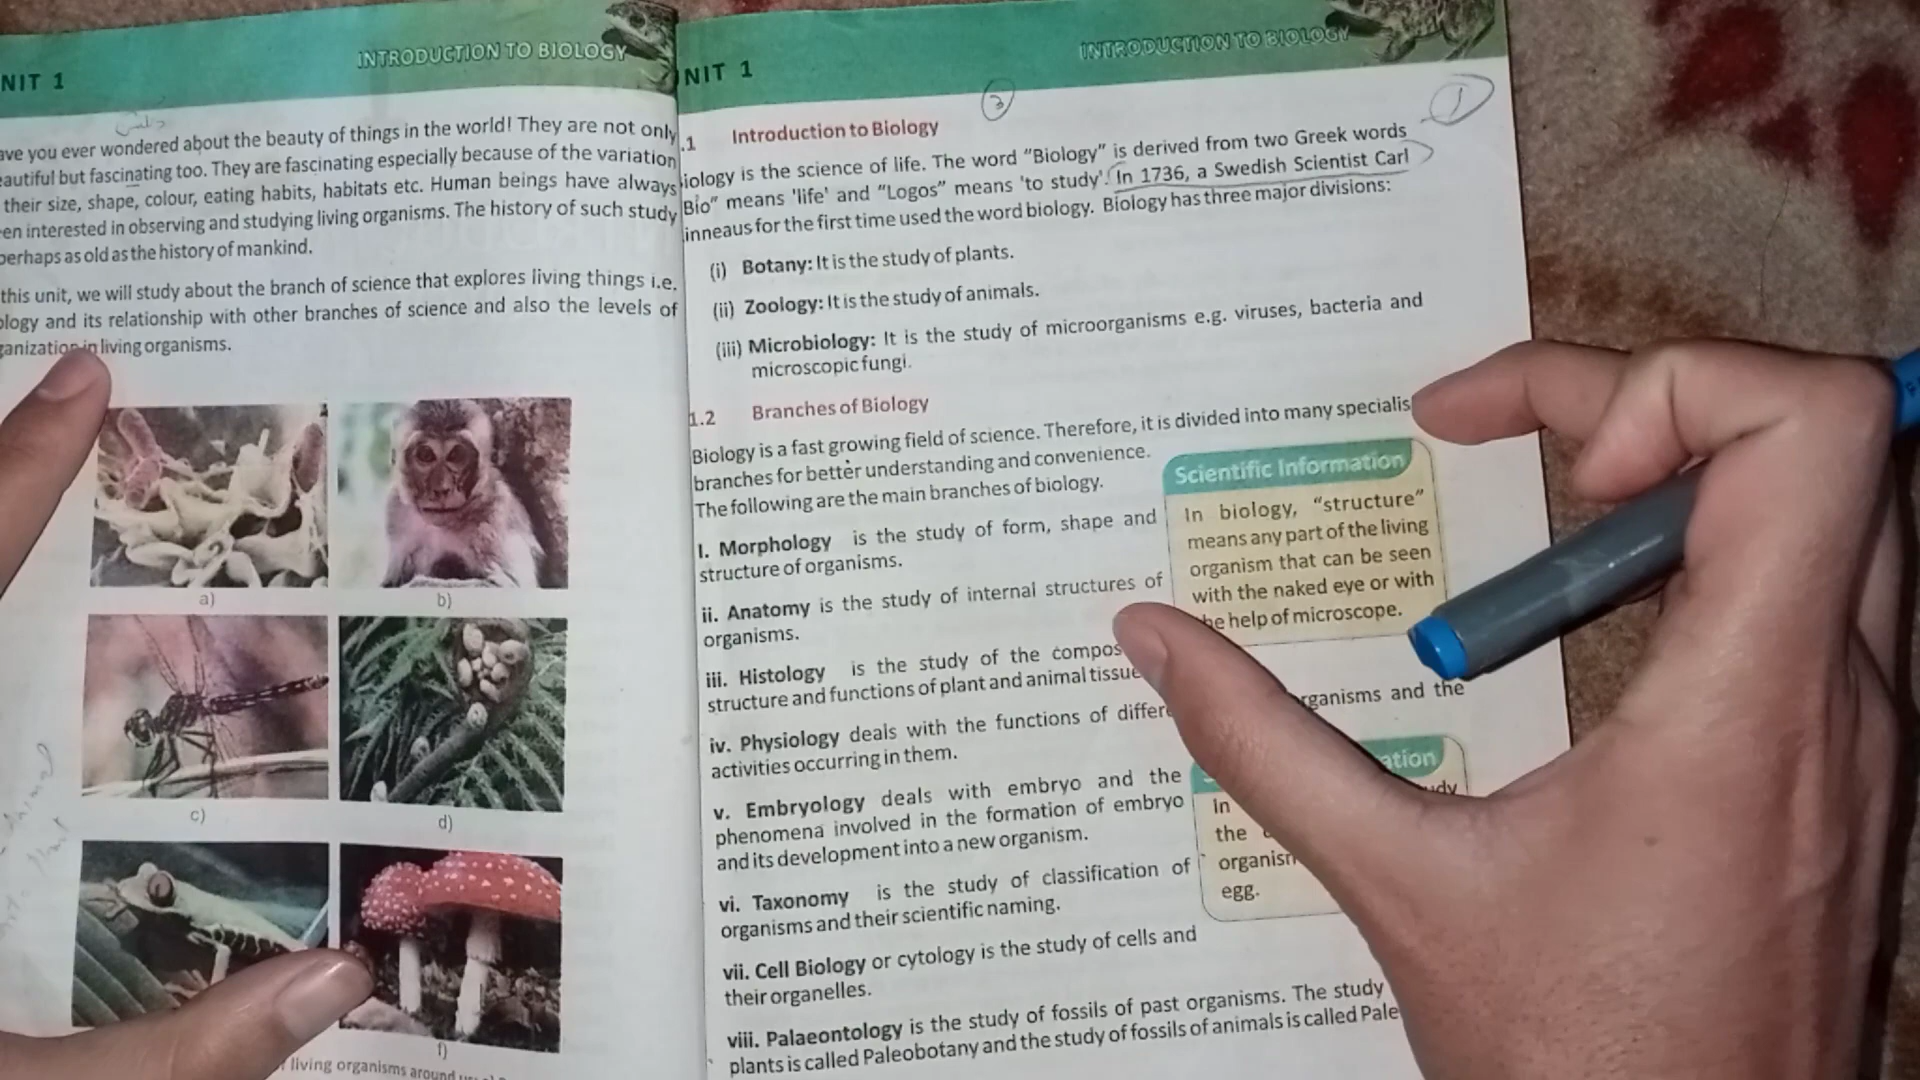 NIT 1
INTRODUCTION TO BIOLOGY
ave you ever wondered about the beauty of things in the world! They are not only
eautiful but fascinating too. They are fascinating especially because of the variation
their size, shape, colour, eating habits, habitats etc. Human beings have always
en interested in observing and studying living organisms. The history of such study
perhaps as old as the history of mankind.
this unit, we will study about the branch of science that explores living things i.e.
ology and its relationship with other branches of science and also the levels of
ganization in living organisms.
a)
b)
c)
d)
f)
living organisms around
NIT 1
INTRODUCTION TO BIOLOGY
3
1
.1 Introduction to Biology
iology is the science of life. The word “Biology” is derived from two Greek words
Bio” means 'life' and “Logos” means 'to study'. In 1736, a Swedish Scientist Carl
inneaus for the first time used the word biology. Biology has three major divisions:
(i) Botany: It is the study of plants.
(ii) Zoology: It is the study of animals.
(iii) Microbiology: It is the study of microorganisms e.g. viruses, bacteria and
microscopic fungi.
1.2 Branches of Biology
Biology is a fast growing field of science. Therefore, it is divided into many specialis
branches for better understanding and convenience.
The following are the main branches of biology.
I. Morphology is the study of form, shape and
structure of organisms.
ii. Anatomy is the study of internal structures of
organisms.
iii. Histology is the study of the compos
structure and functions of plant and animal tissue
iv. Physiology deals with the functions of differe rganisms and the
activities occurring in them.
v. Embryology deals with embryo and the
phenomena involved in the formation of embryo
and its development into a new organism.
vi. Taxonomy is the study of classification of
organisms and their scientific naming.
vii. Cell Biology or cytology is the study of cells and
their organelles.
viii. Palaeontology is the study of fossils of past organisms. The study
plants is called Paleobotany and the study of fossils of animals is called Pale
Scientific Information
In biology, “structure”
means any part of the living
organism that can be seen
with the naked eye or with
he help of microscope.
ation
In udy
the
organism
egg.